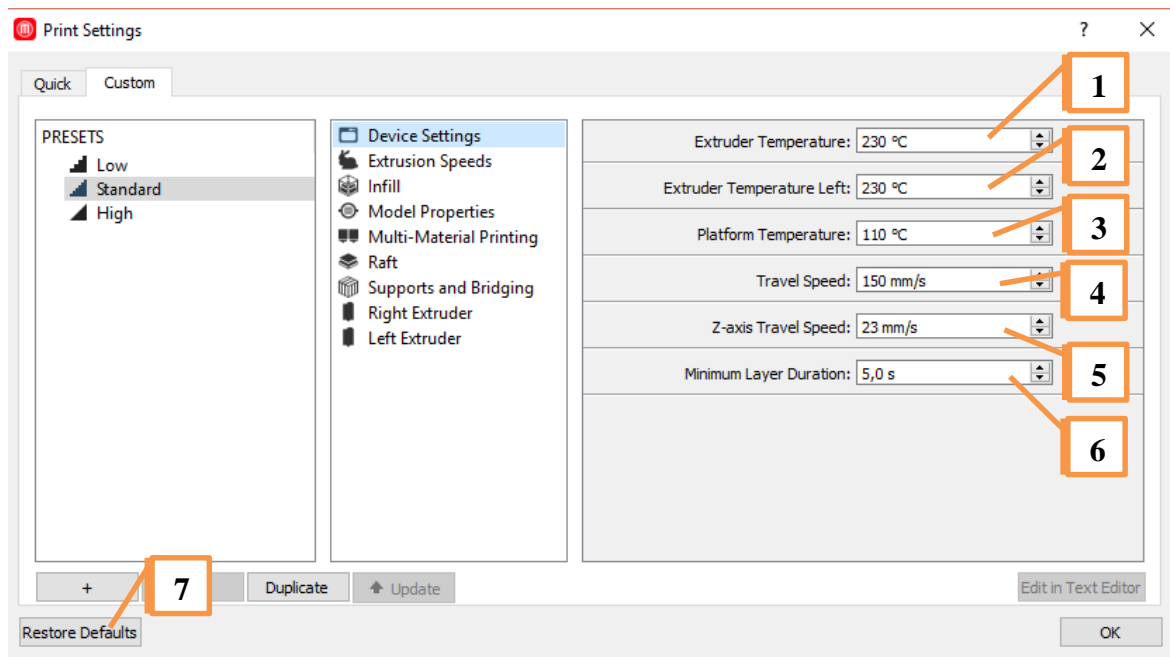 Print Settings
?
Quick Custom
1
PRESETS
Low
Standard
High
Device Settings
Extrusion Speeds
Infill
Model Properties
Multi-Material Printing
Raft
Supports and Bridging
Right Extruder
Left Extruder
Extruder Temperature: 230 ºC
2
Extruder Temperature Left: 230 ºC
Platform Temperature: 110 ºC
3
Travel Speed: 150 mm/s
4
Z-axis Travel Speed: 23 mm/s
Minimum Layer Duration: 5,0 s
5
6
+ 7 Duplicate Update Edit in Text Editor
Restore Defaults OK